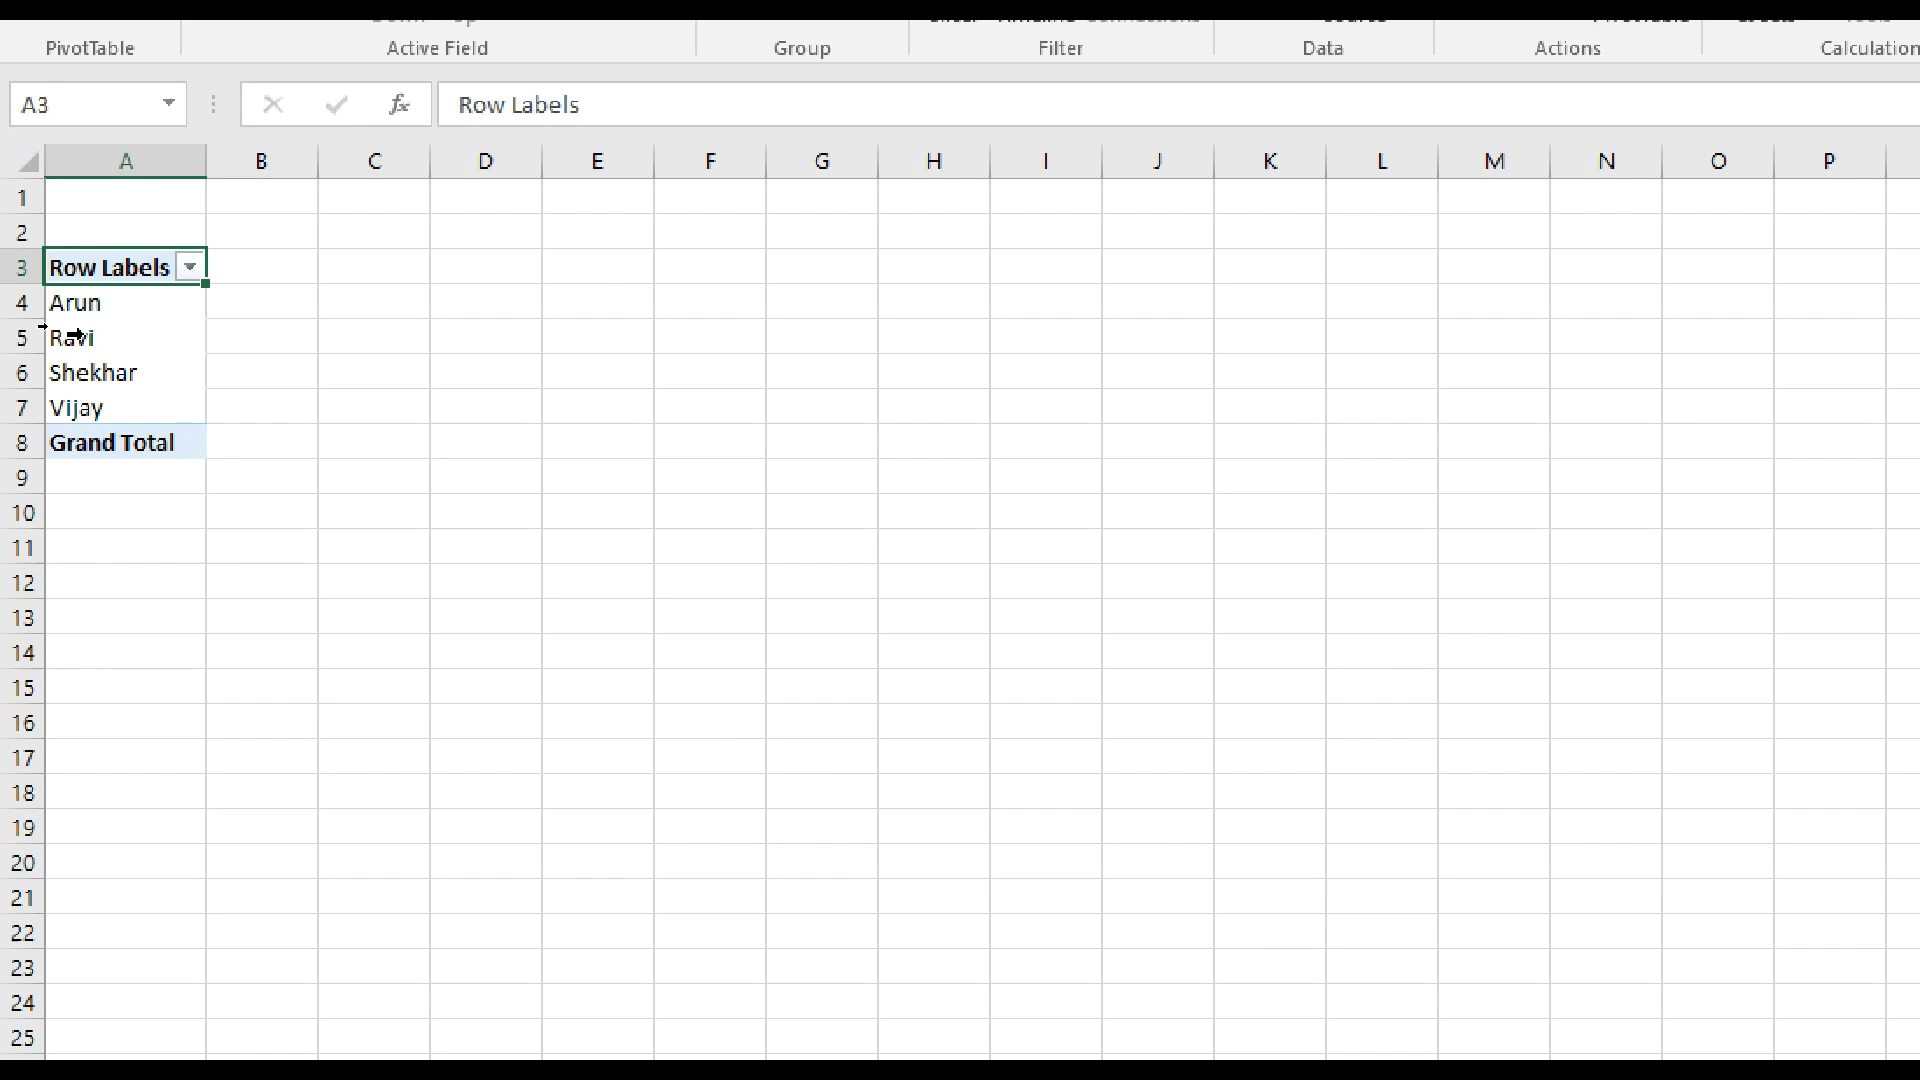 PivotTable Active Field Group Filter Data Actions Calculation
A3 fx Row Labels
A B C D E F G H I J K L M N O P
1
2
3 Row Labels
4 Arun
5 Ravi
6 Shekhar
7 Vijay
8 Grand Total
9
10
11
12
13
14
15
16
17
18
19
20
21
22
23
24
25